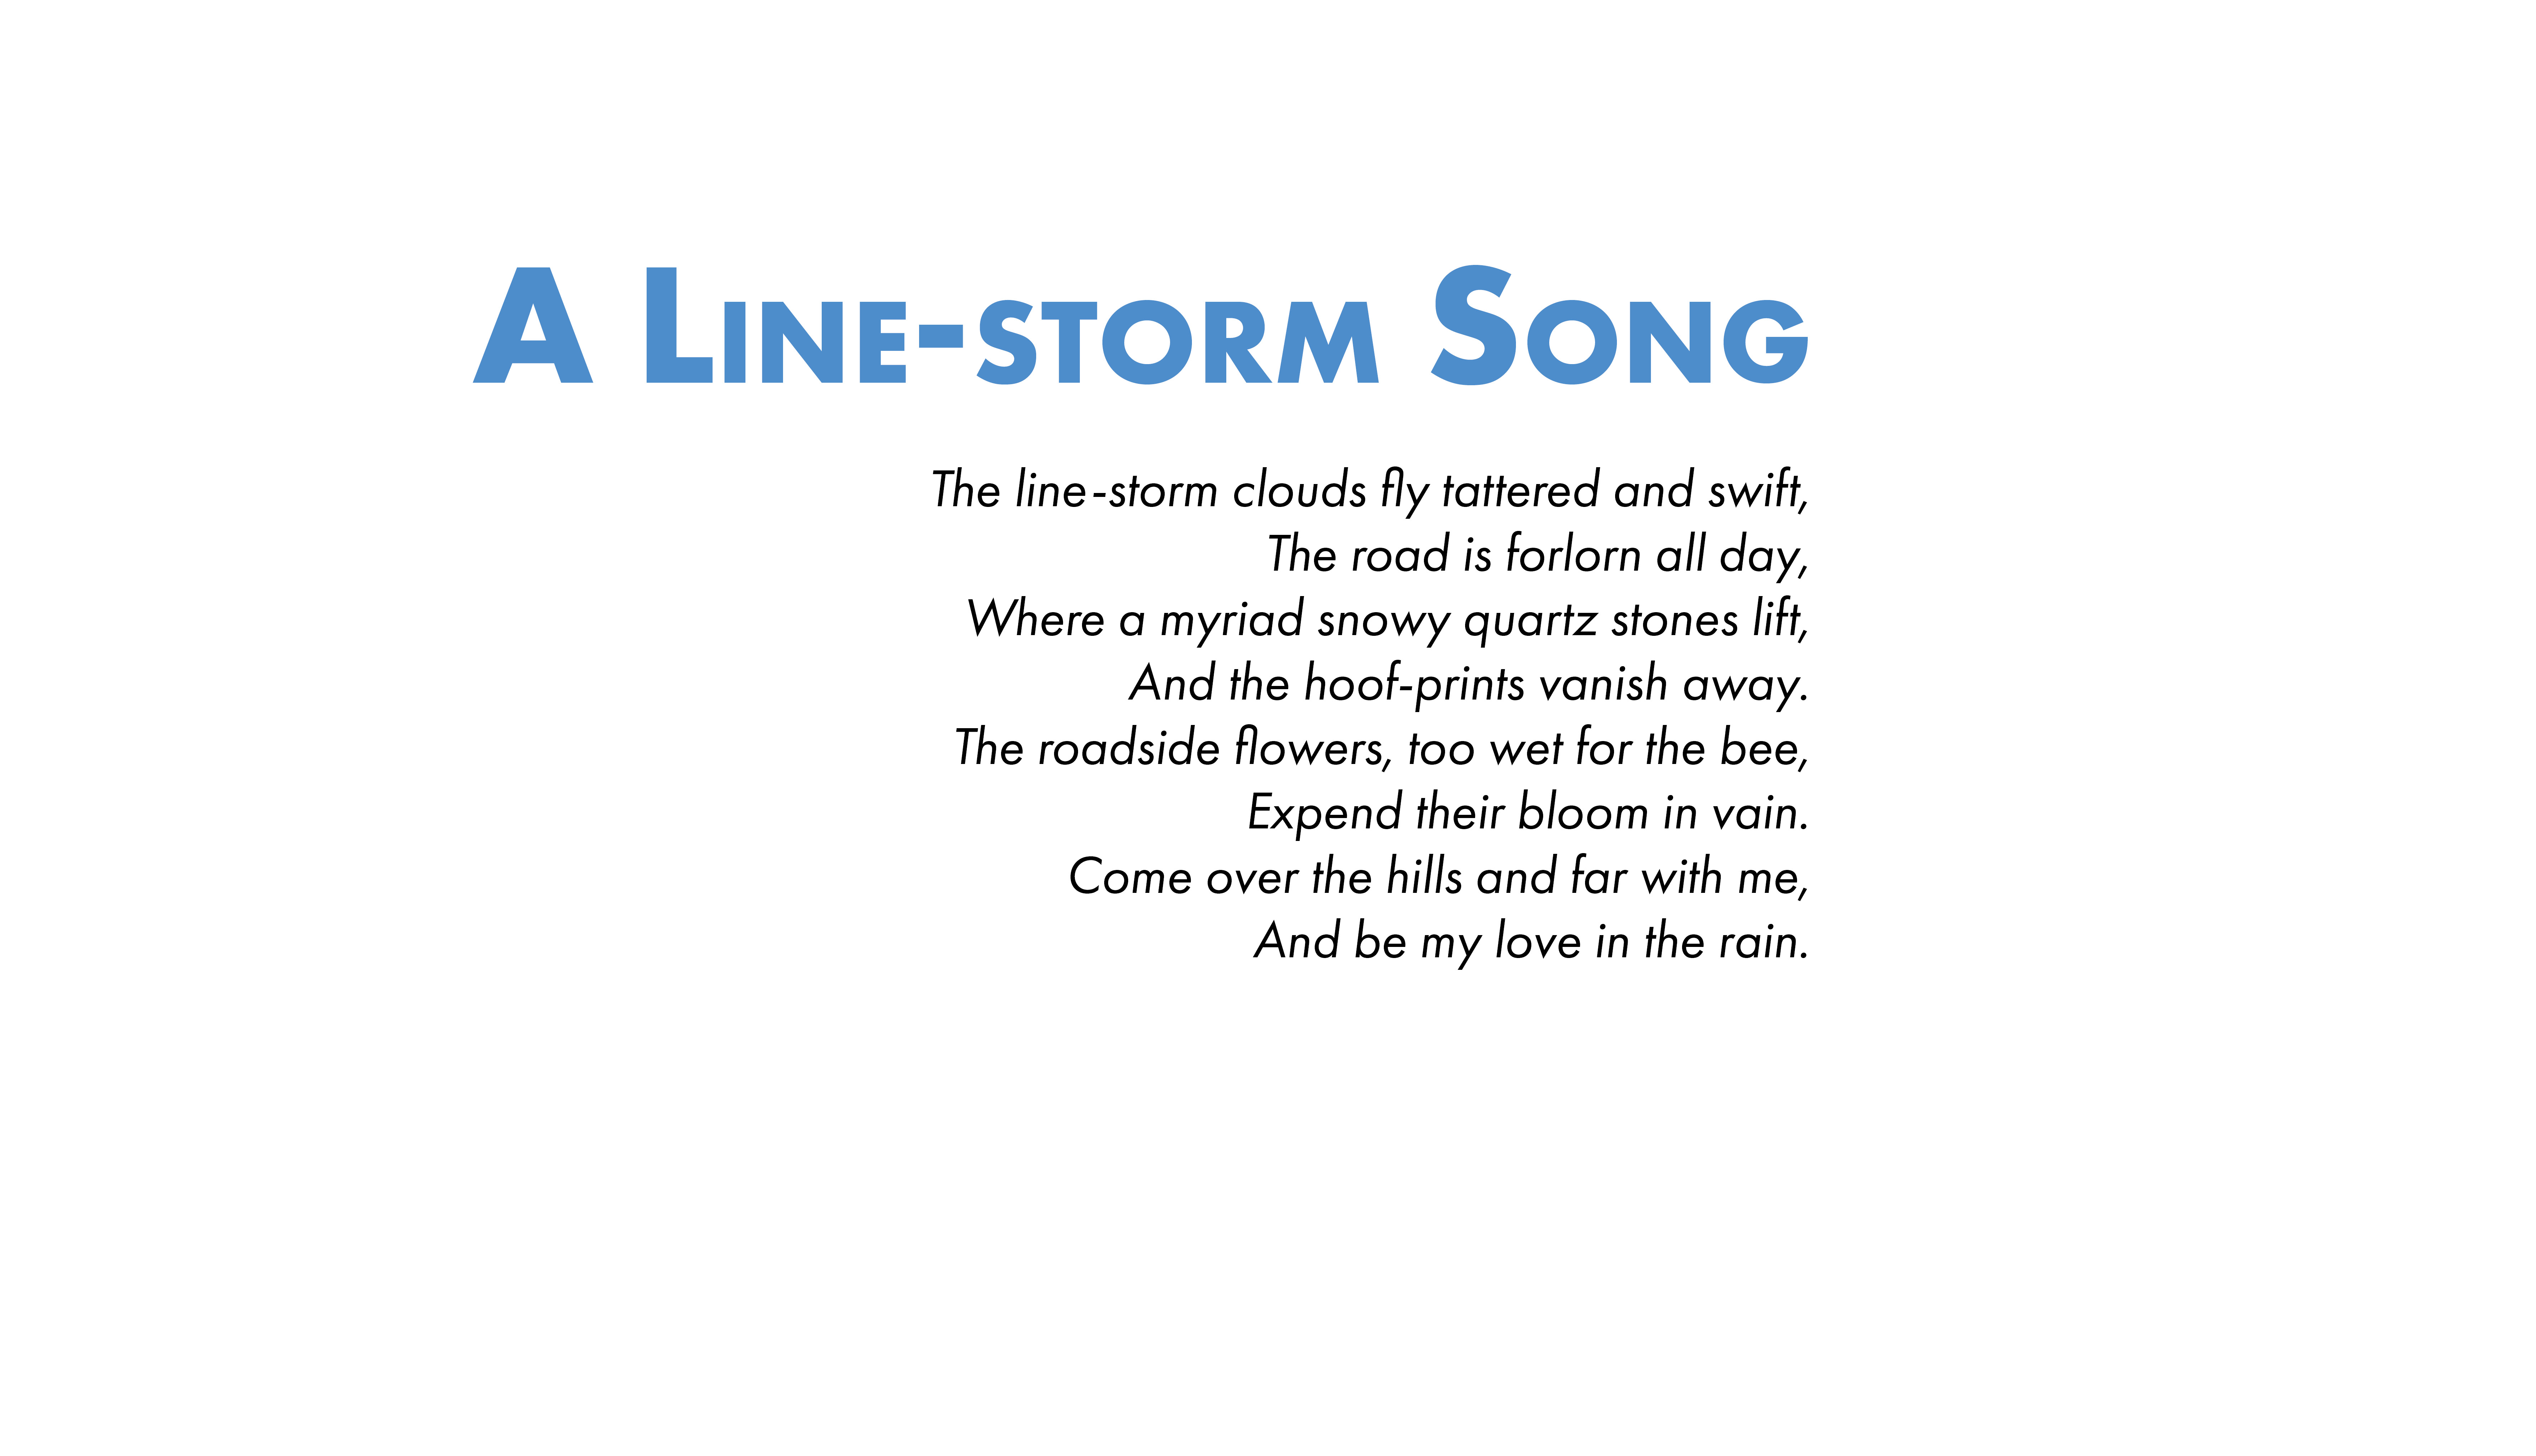 A Line-storm Song
The line-storm clouds fly tattered and swift,
The road is forlorn all day,
Where a myriad snowy quartz stones lift,
And the hoof-prints vanish away.
The roadside flowers, too wet for the bee,
Expend their bloom in vain.
Come over the hills and far with me,
And be my love in the rain.